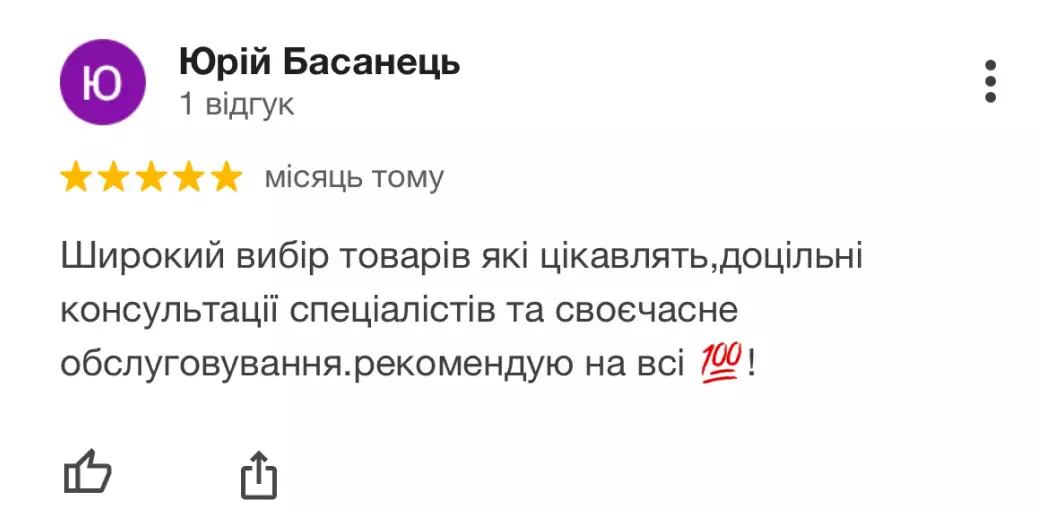 Ю
Юрій Басанець
1 відгук
місяць тому
Широкий вибір товарів які цікавлять,доцільні
консультації спеціалістів та своєчасне
обслуговування.рекомендую на всі 💯!